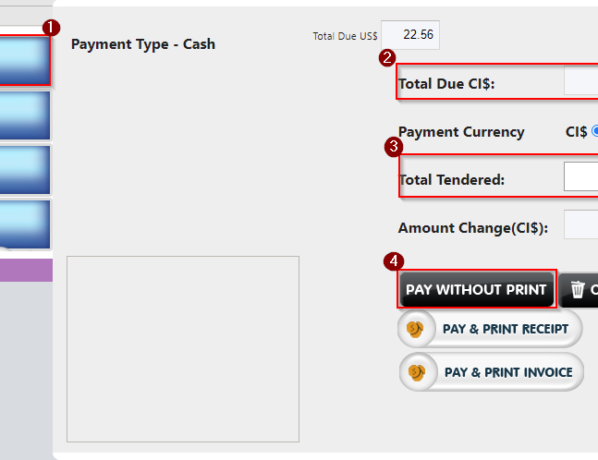 1
Payment Type - Cash
Total Due US$ 22.56
2
Total Due CI$:
Payment Currency CI$
3
Total Tendered:
Amount Change(CI$):
4
PAY WITHOUT PRINT
PAY & PRINT RECEIPT
PAY & PRINT INVOICE